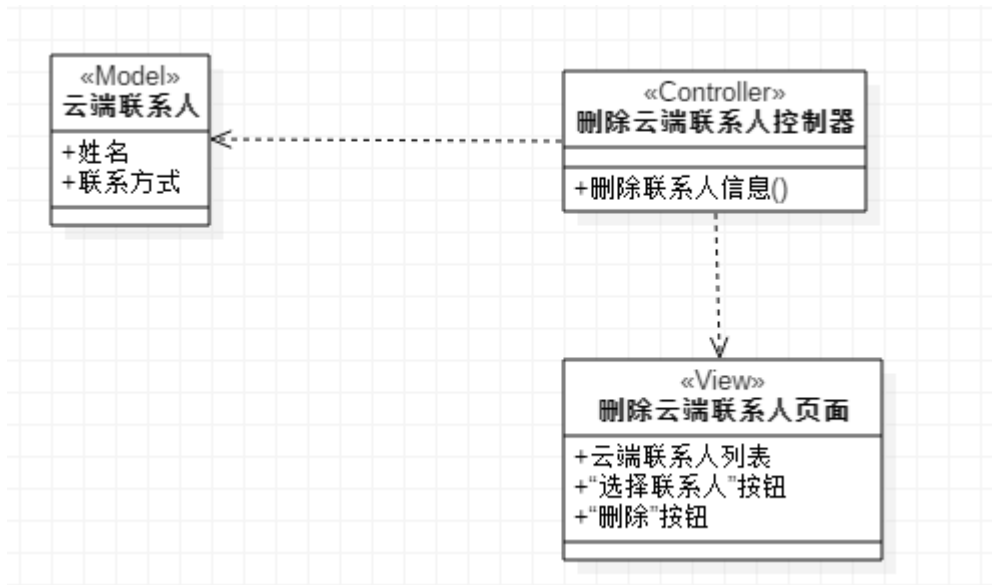 «Model»
云端联系人
+姓名
+联系方式
«Controller»
删除云端联系人控制器
+删除联系人信息()
«View»
删除云端联系人页面
+云端联系人列表
+“选择联系人”按钮
+“删除”按钮